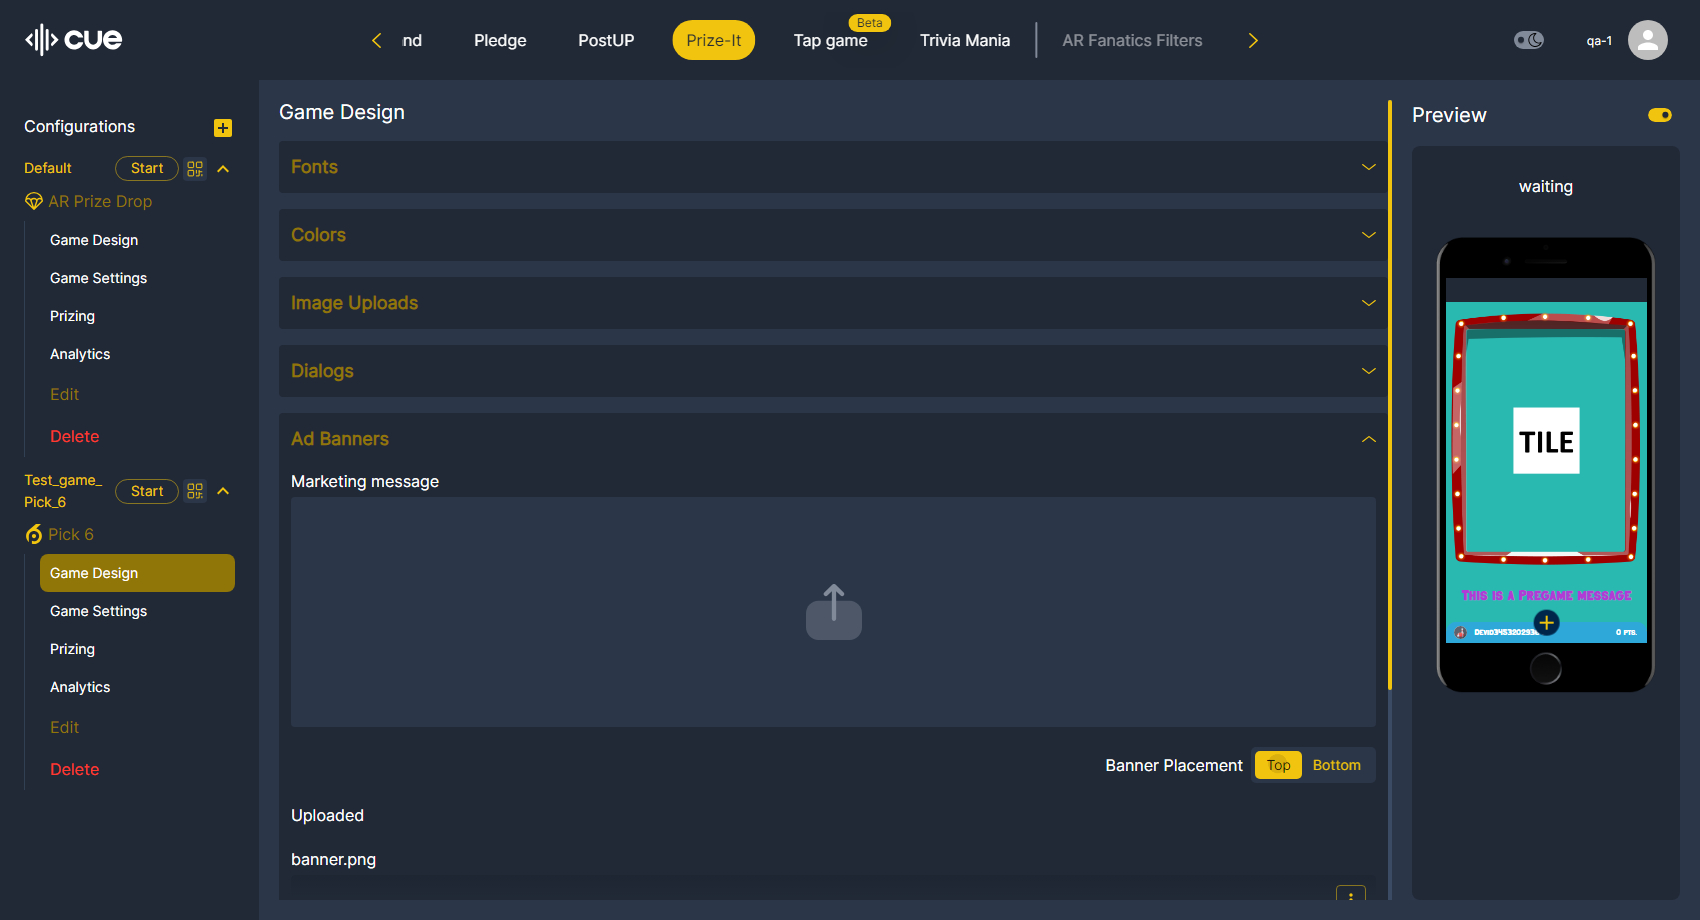 cue
nd
Pledge
PostUP
Prize-It
Beta
Tap game
Trivia Mania
AR Fanatics Filters
qa-1
Configurations
Default
Start
AR Prize Drop
Game Design
Game Settings
Prizing
Analytics
Edit
Delete
Test_game_
Pick_6
Start
Pick 6
Game Design
Game Settings
Prizing
Analytics
Edit
Delete
Game Design
Fonts
Colors
Image Uploads
Dialogs
Ad Banners
Marketing message
Banner Placement
Top
Bottom
Uploaded
banner.png
Preview
waiting
TILE
This is a Pregame message
0 pts.